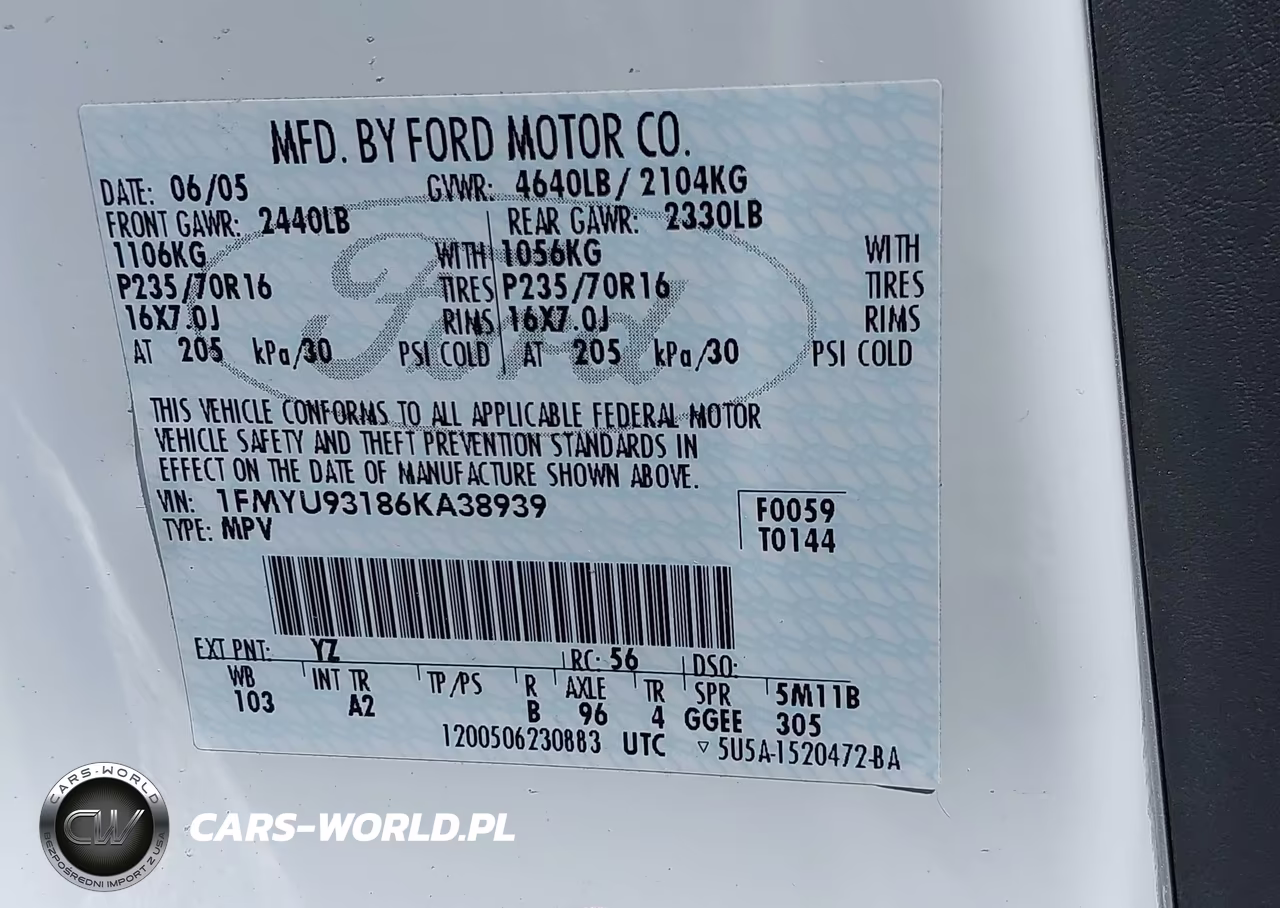 MFD. BY FORD MOTOR CO.
DATE: 06/05 GVWR: 4640LB/ 2104KG
FRONT GAWR: 2440LB REAR GAWR: 2330LB
1106KG WITH 1056KG WITH
P235/70R16 TIRES P235/70R16 TIRES
16X7.0J RIMS 16X7.0J RIMS
AT 205 kPa/30 PSI COLD AT 205 kPa/30 PSI COLD
Ford
THIS VEHICLE CONFORMS TO ALL APPLICABLE FEDERAL MOTOR
VEHICLE SAFETY AND THEFT PREVENTION STANDARDS IN
EFFECT ON THE DATE OF MANUFACTURE SHOWN ABOVE.
VIN: 1FMYU93186KA38939 F0059
TYPE: MPV T0144
EXT PNT: YZ RC: 56 DSO:
WB INT TR TP/PS R AXLE TR SPR 5M11B
103 A2 B 96 4 GGEE 305
1200506230883 UTC ▽ 5U5A-1520472-BA
CARS-WORLD
CW
BEZPOŚREDNI IMPORT Z USA
CARS-WORLD.PL